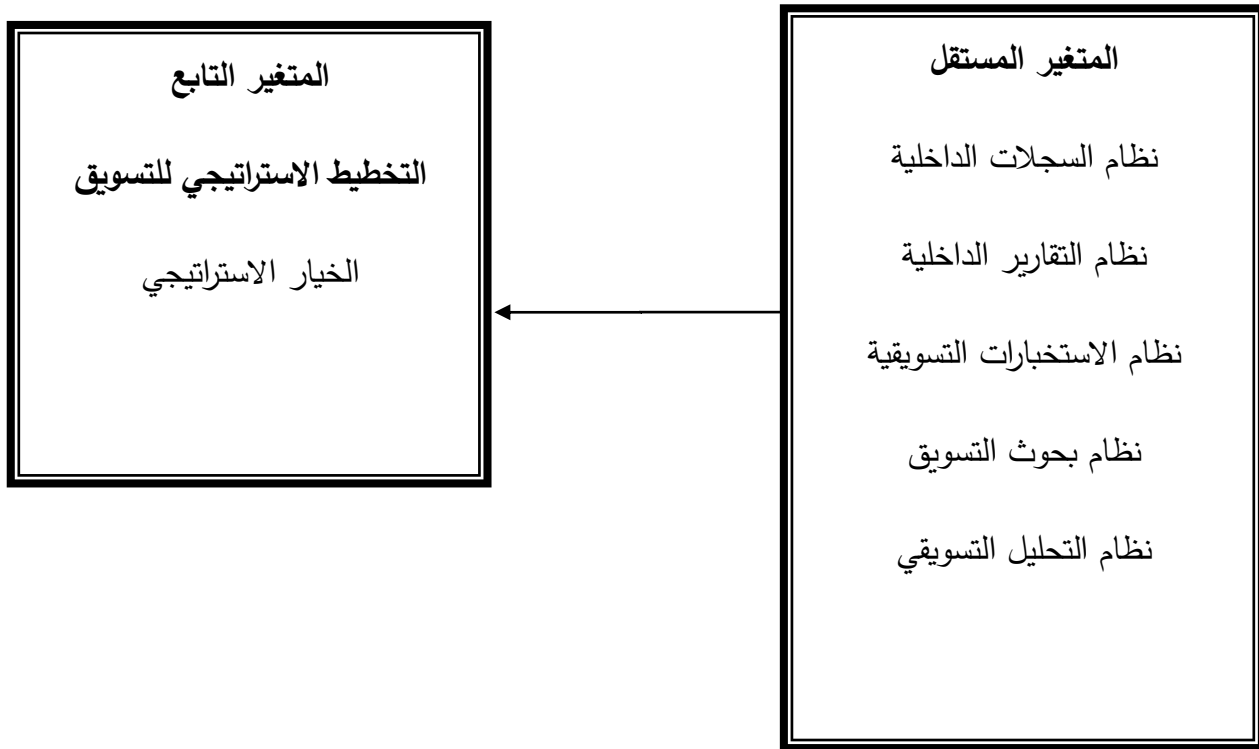 المتغير المستقل
نظام السجلات الداخلية
نظام التقارير الداخلية
نظام الاستخبارات التسويقية
نظام بحوث التسويق
نظام التحليل التسويقي
المتغير التابع
التخطيط الاستراتيجي للتسويق
الخيار الاستراتيجي